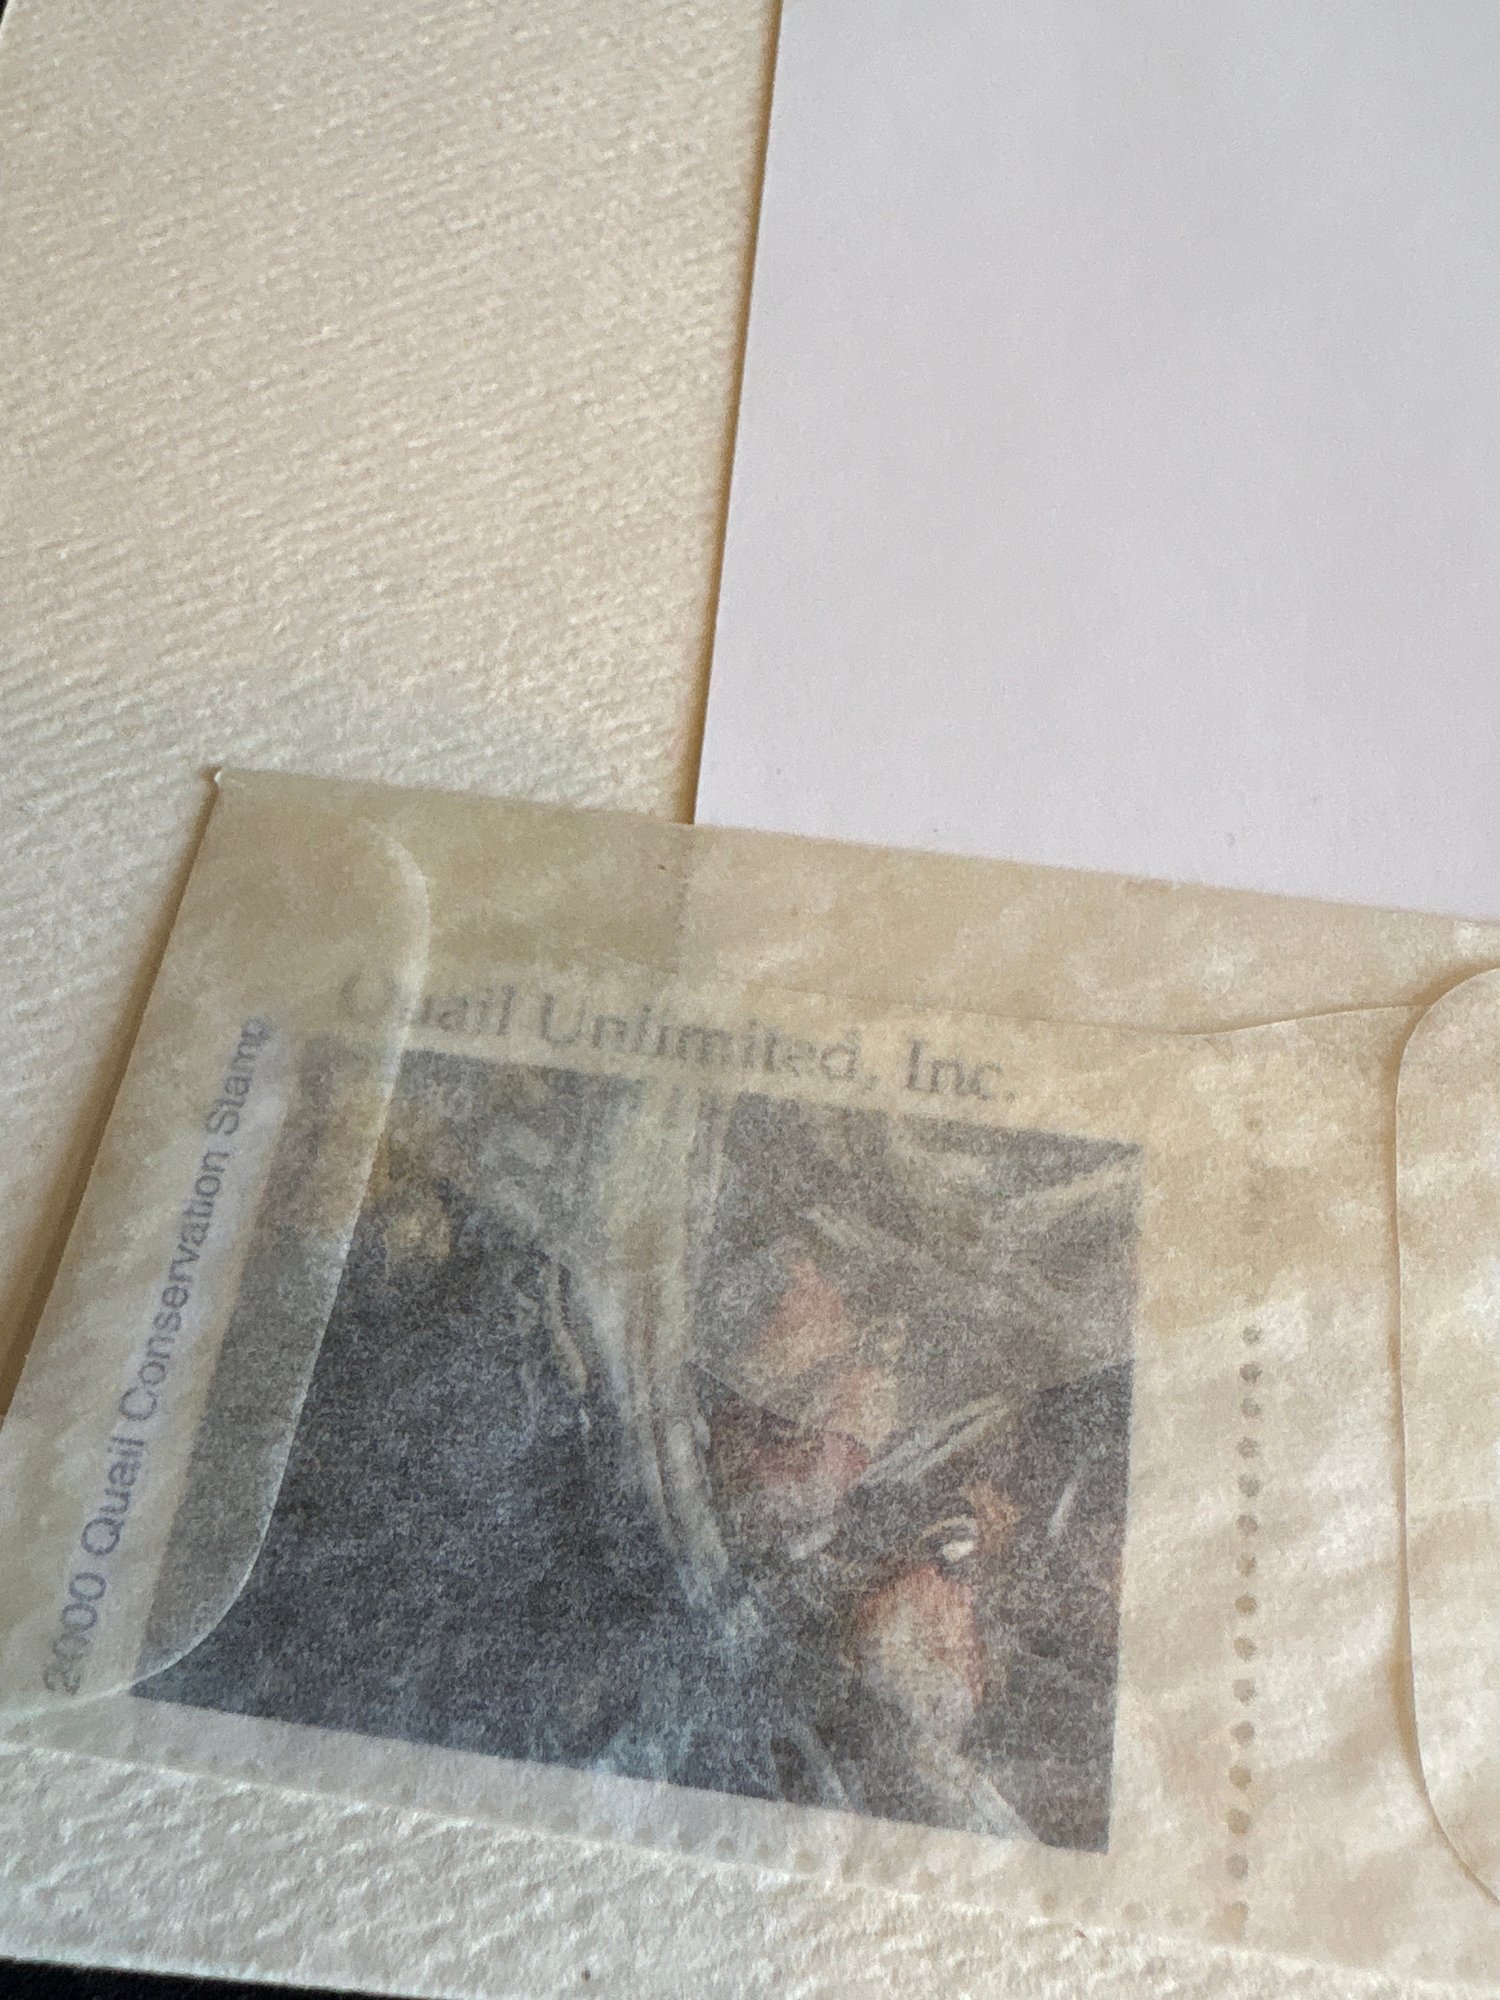 Quail Unlimited, Inc.
2000 Quail Conservation Stamp